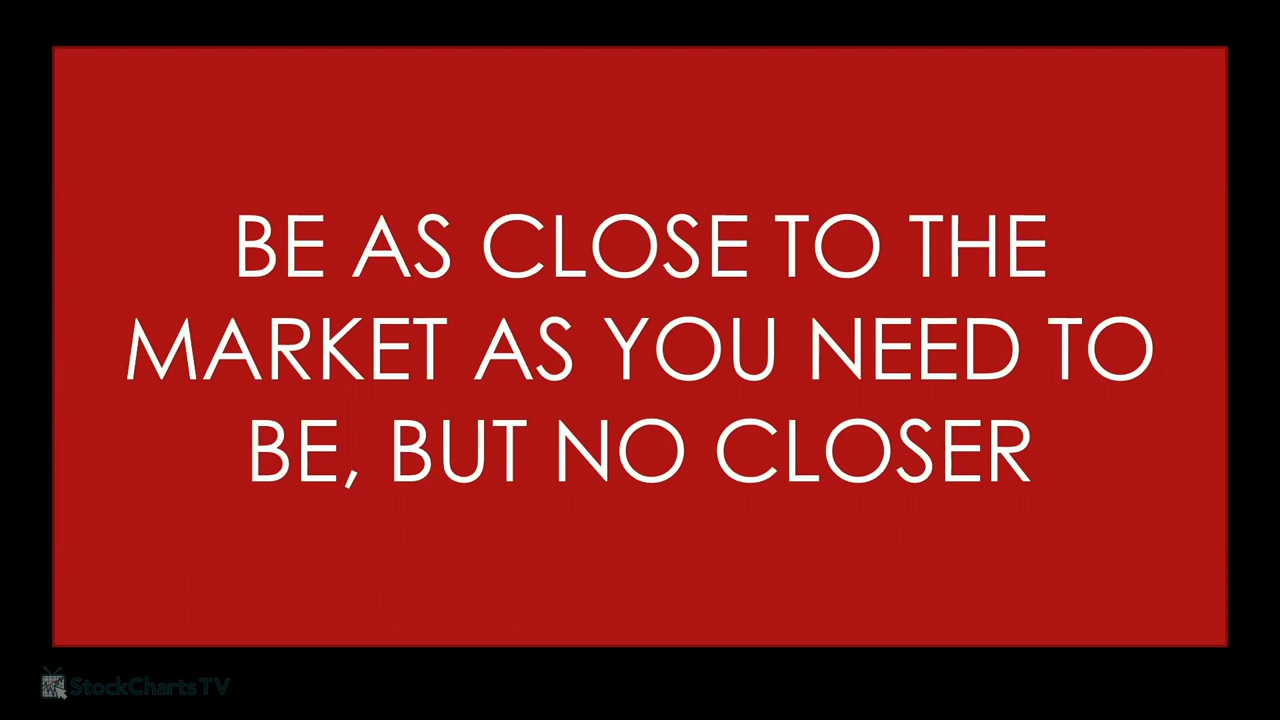 BE AS CLOSE TO THE
MARKET AS YOU NEED TO
BE, BUT NO CLOSER
StockChartsTV